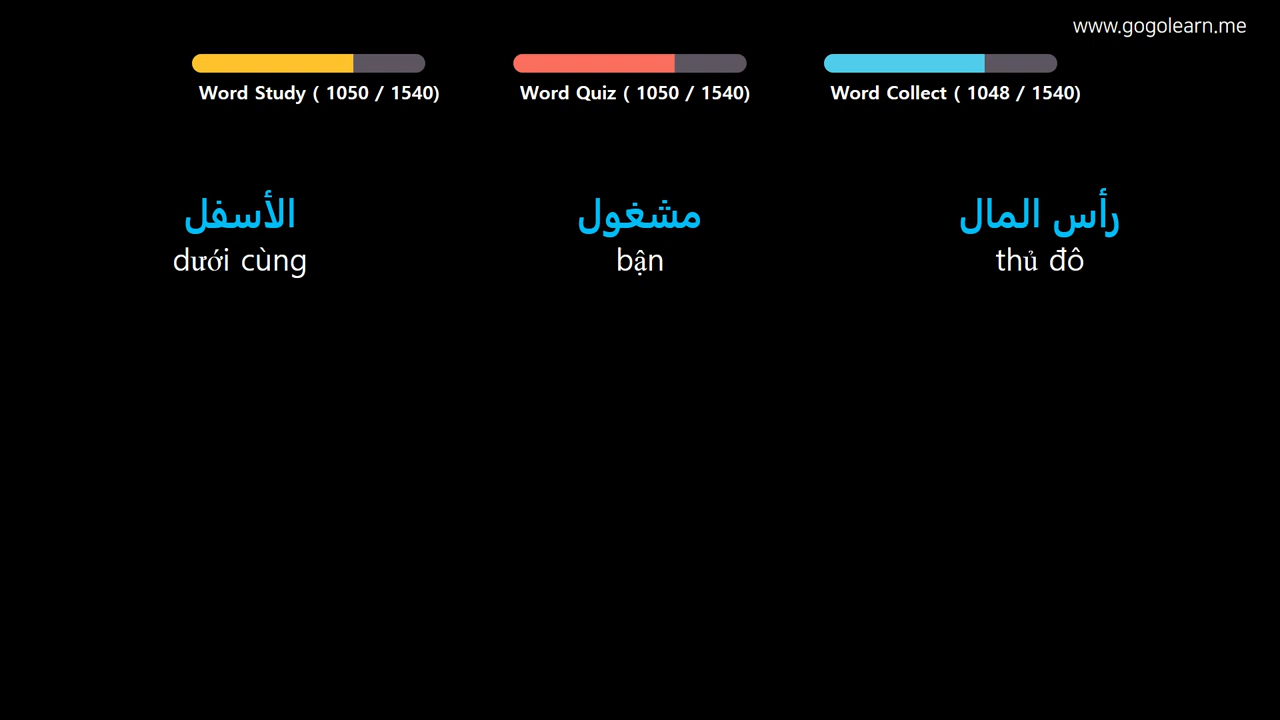 www.gogolearn.me
Word Study ( 1050 / 1540)
Word Quiz ( 1050 / 1540)
Word Collect ( 1048 / 1540)
الأسفل
dưới cùng
مشغول
bận
رأس المال
thủ đô